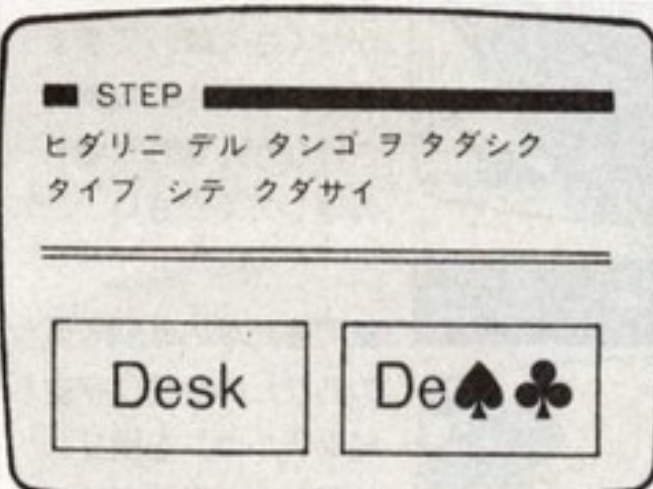 STEP
ヒダリニ デル タンゴ ヲ タダシク
タイプ シテ クダサイ
Desk
De♠♣